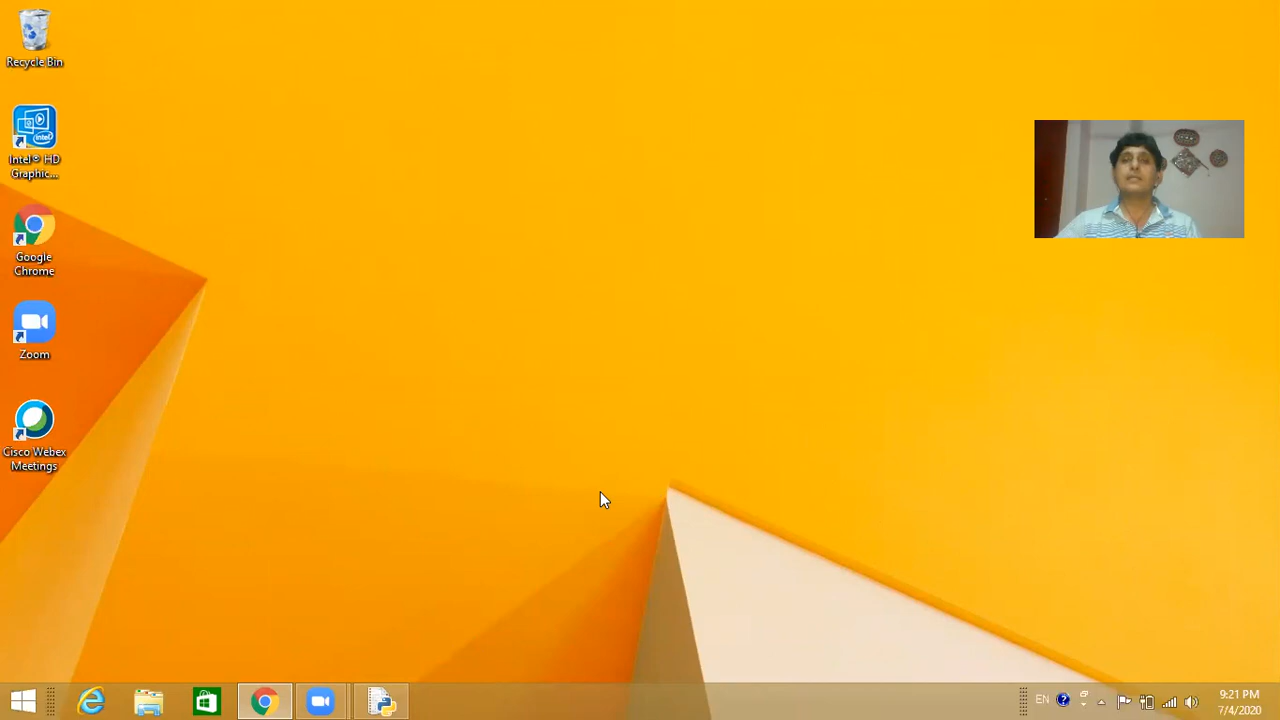 Recycle Bin
Intel® HD
Graphic...
Google
Chrome
Zoom
Cisco Webex
Meetings
EN
9:21 PM
7/4/2020